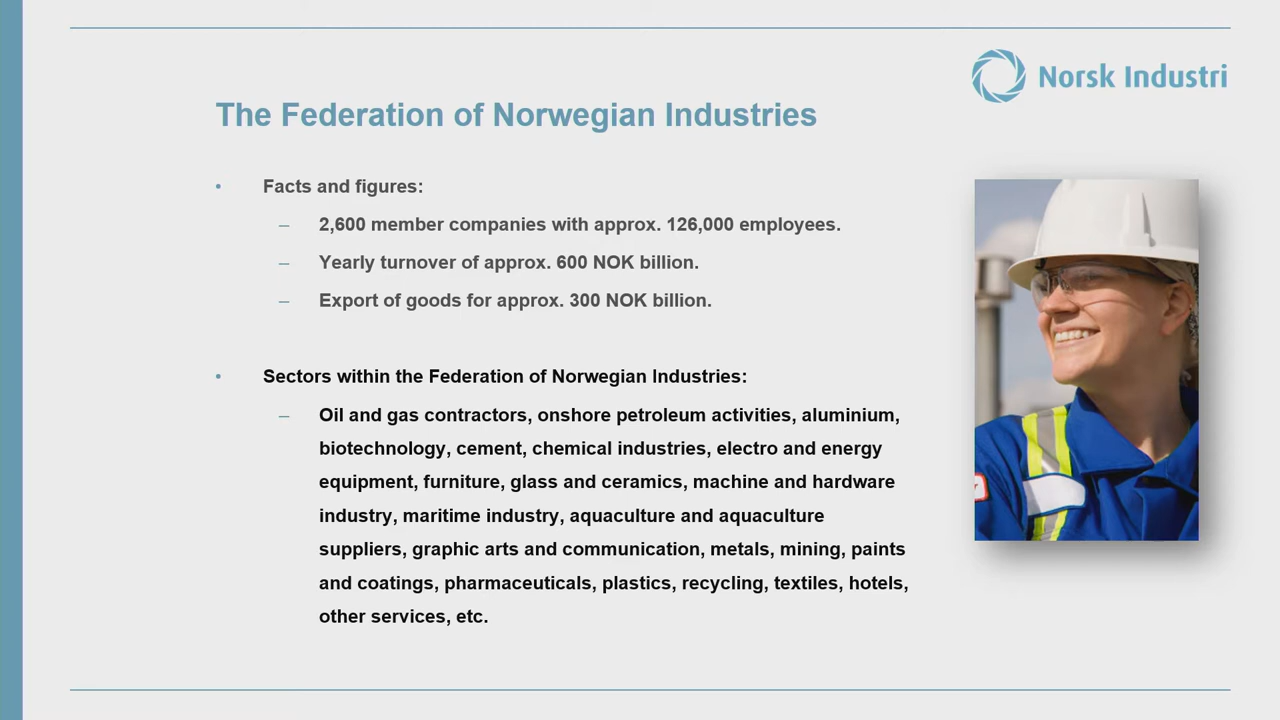 Norsk Industri
The Federation of Norwegian Industries
• Facts and figures:
– 2,600 member companies with approx. 126,000 employees.
– Yearly turnover of approx. 600 NOK billion.
– Export of goods for approx. 300 NOK billion.
• Sectors within the Federation of Norwegian Industries:
– Oil and gas contractors, onshore petroleum activities, aluminium,
biotechnology, cement, chemical industries, electro and energy
equipment, furniture, glass and ceramics, machine and hardware
industry, maritime industry, aquaculture and aquaculture
suppliers, graphic arts and communication, metals, mining, paints
and coatings, pharmaceuticals, plastics, recycling, textiles, hotels,
other services, etc.